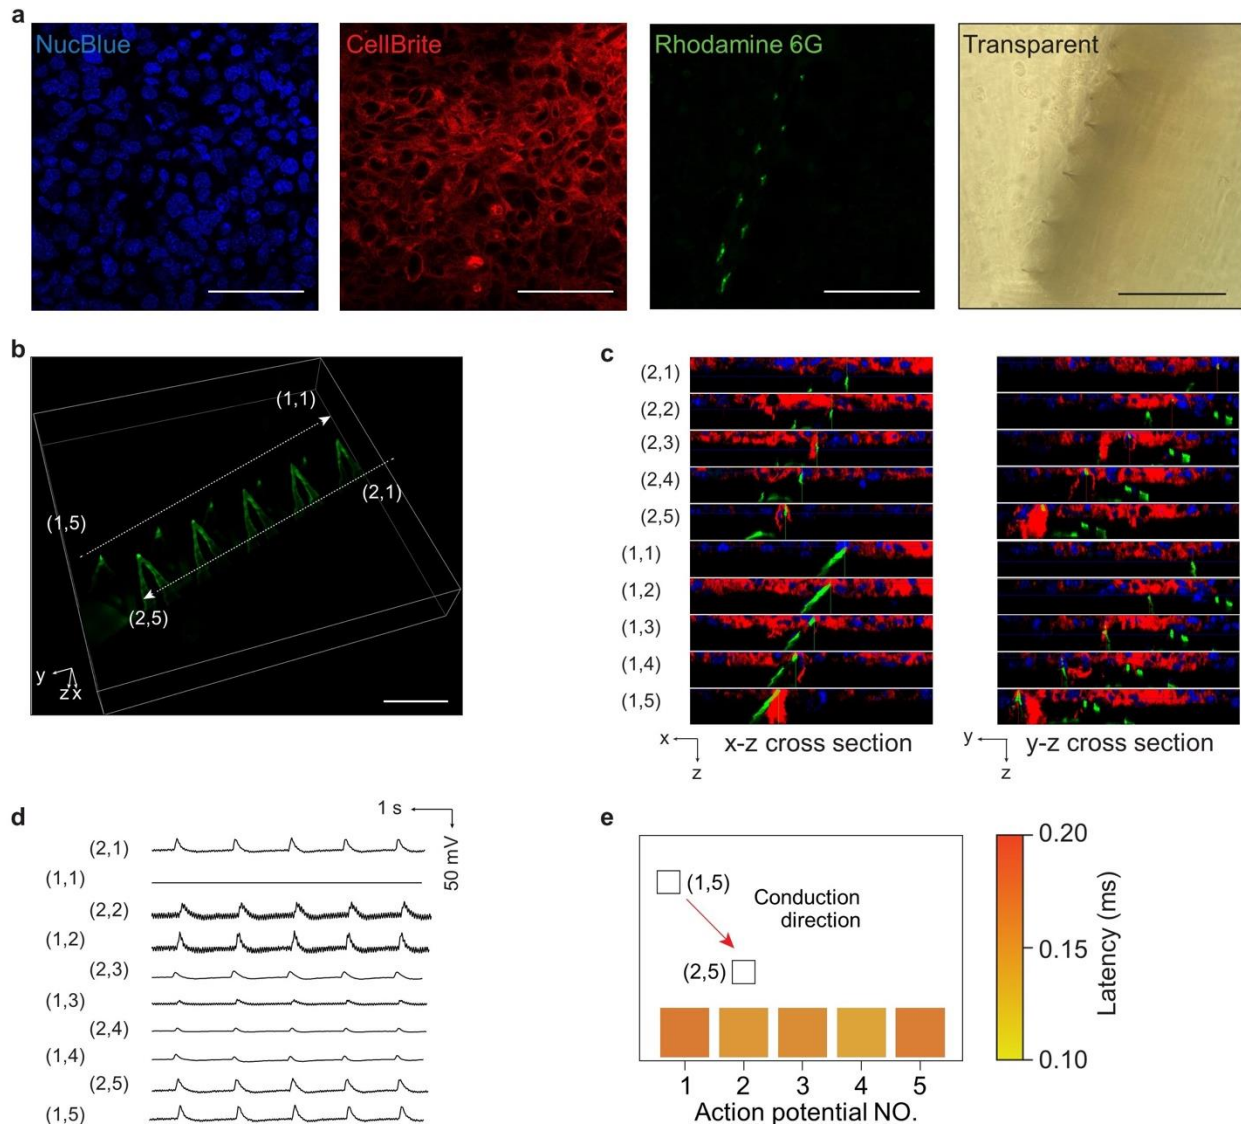 a
NucBlue
CellBrite
Rhodamine 6G
Transparent
b
(1,1)
(2,1)
(1,5)
(2,5)
y
z x
c
(2,1)
(2,2)
(2,3)
(2,4)
(2,5)
(1,1)
(1,2)
(1,3)
(1,4)
(1,5)
x
z
x-z cross section
y
z
y-z cross section
d
1 s
50 mV
(2,1)
(1,1)
(2,2)
(1,2)
(2,3)
(1,3)
(2,4)
(1,4)
(2,5)
(1,5)
e
(1,5)
Conduction
direction
(2,5)
1 2 3 4 5
Action potential NO.
0.20
0.15
0.10
Latency (ms)